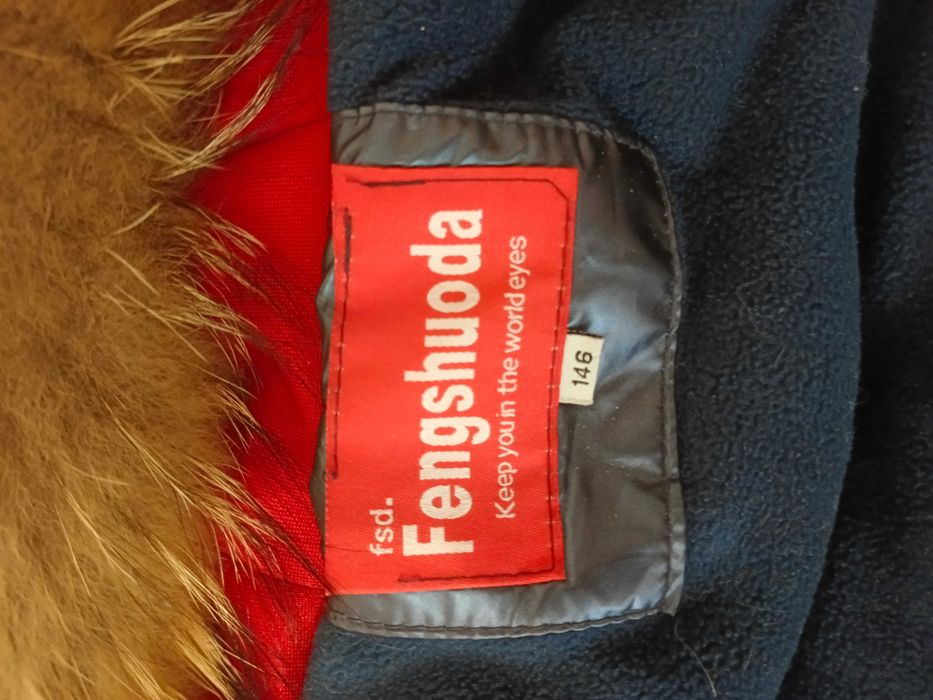 fsd.
Fengshuoda
Keep you in the world eyes
146